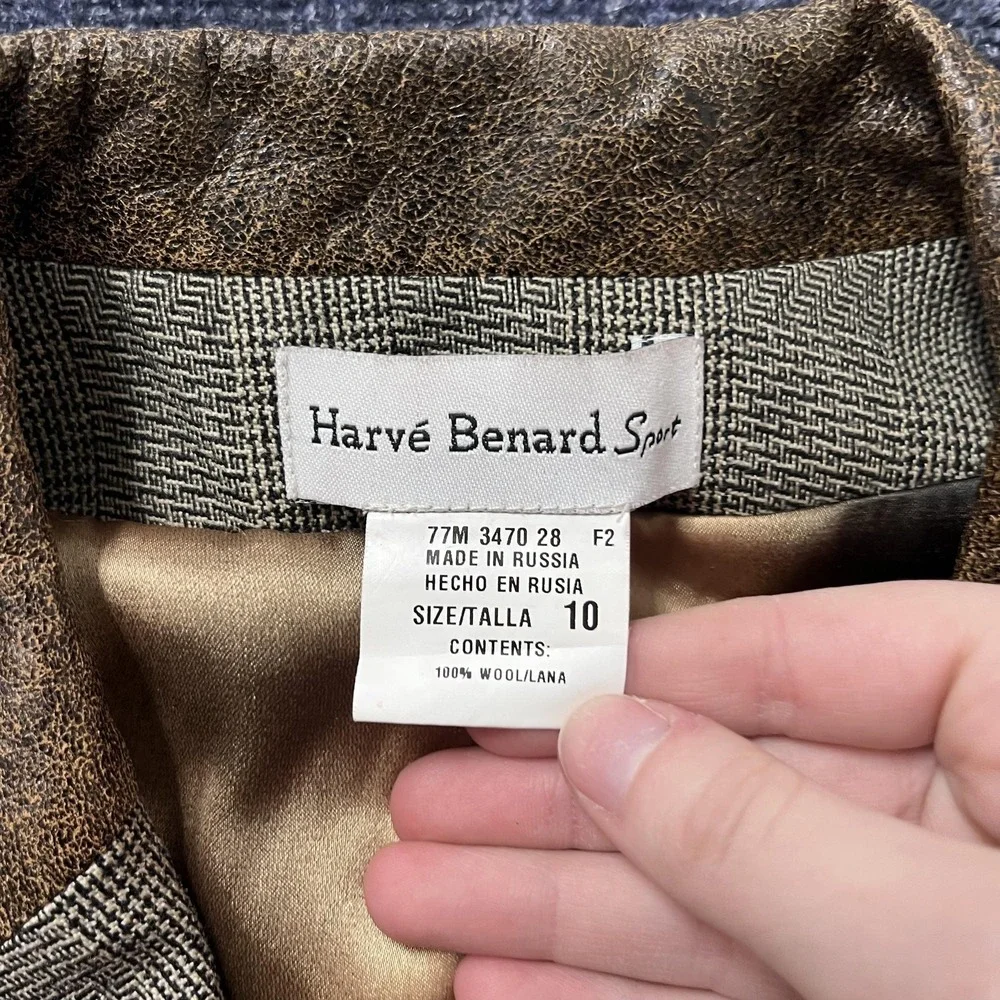 Harvé Benard Sport
77M 3470 28 F2
MADE IN RUSSIA
HECHO EN RUSIA
SIZE/TALLA 10
CONTENTS:
100% WOOL/LANA